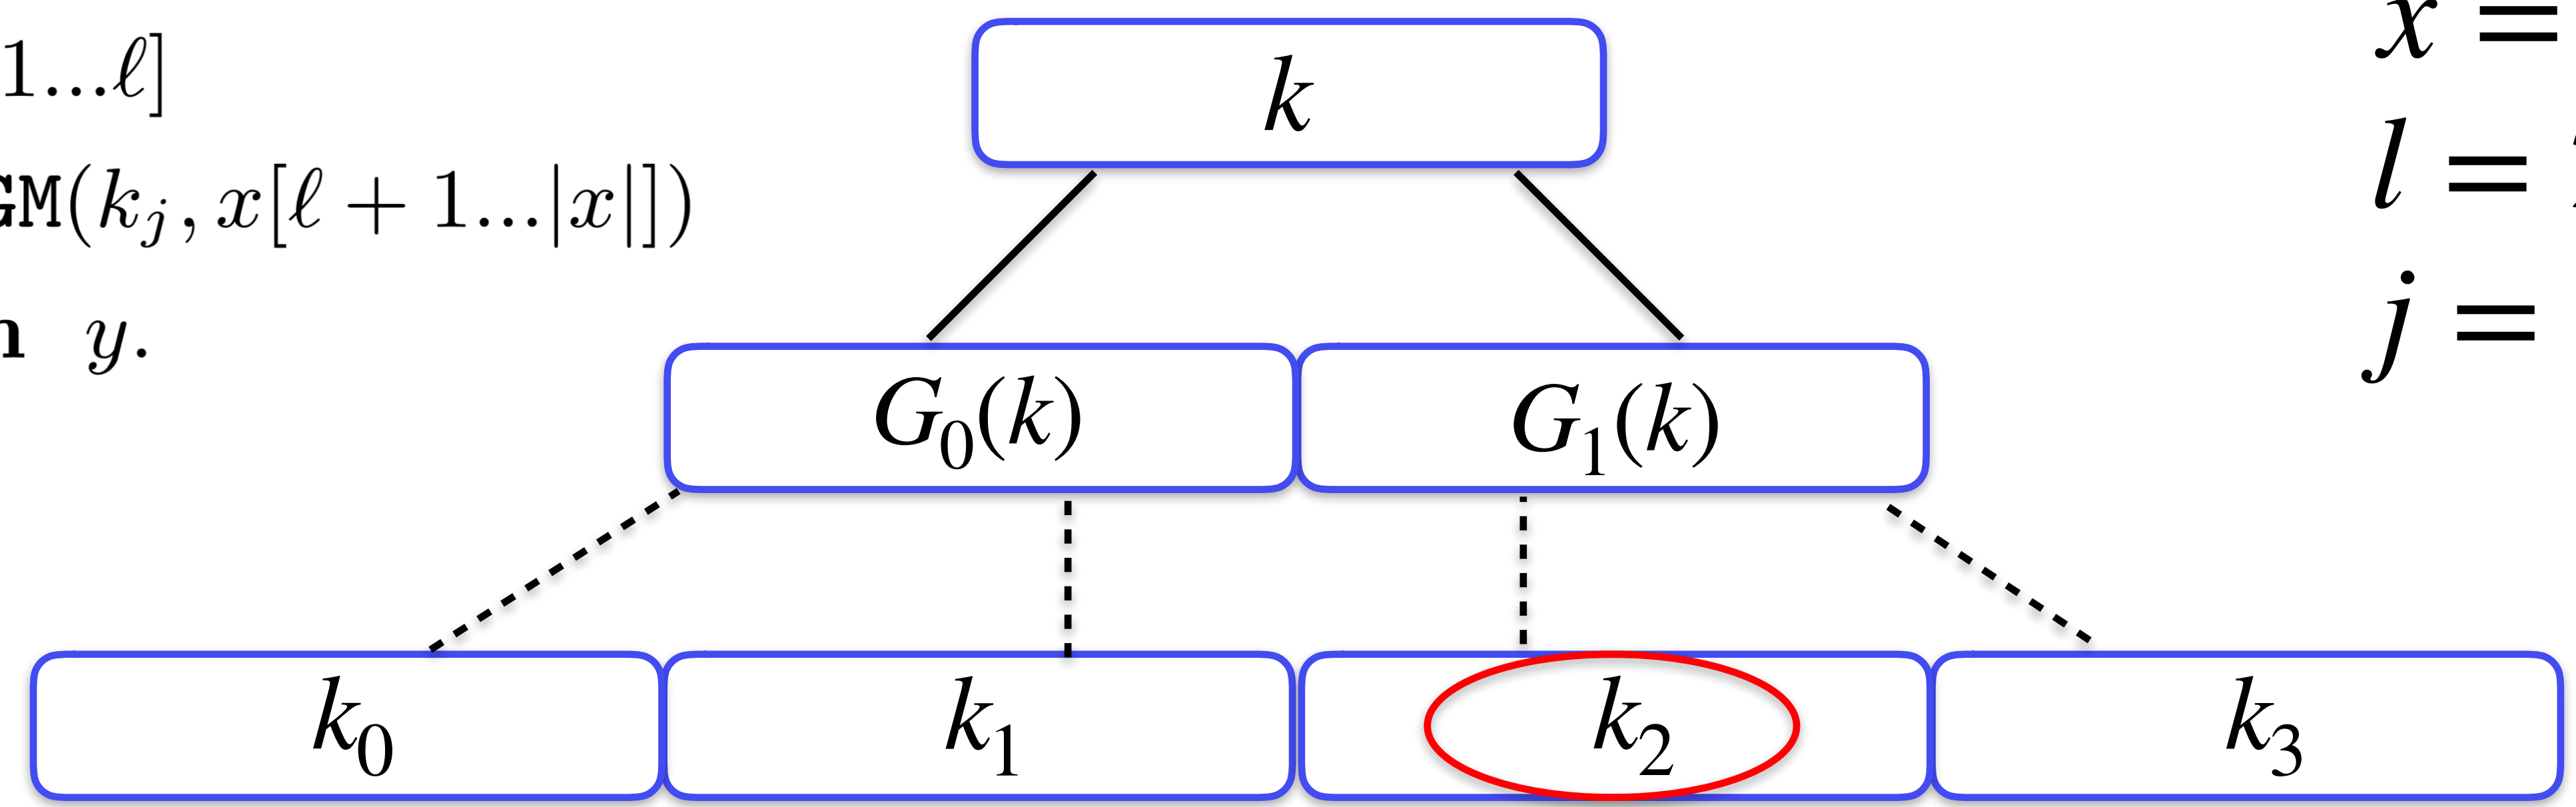 1...ℓ]
GM(k_j, x[ℓ + 1...|x|])
y.
x =
l =
j =
k
G_0(k)
G_1(k)
k_0
k_1
k_2
k_3